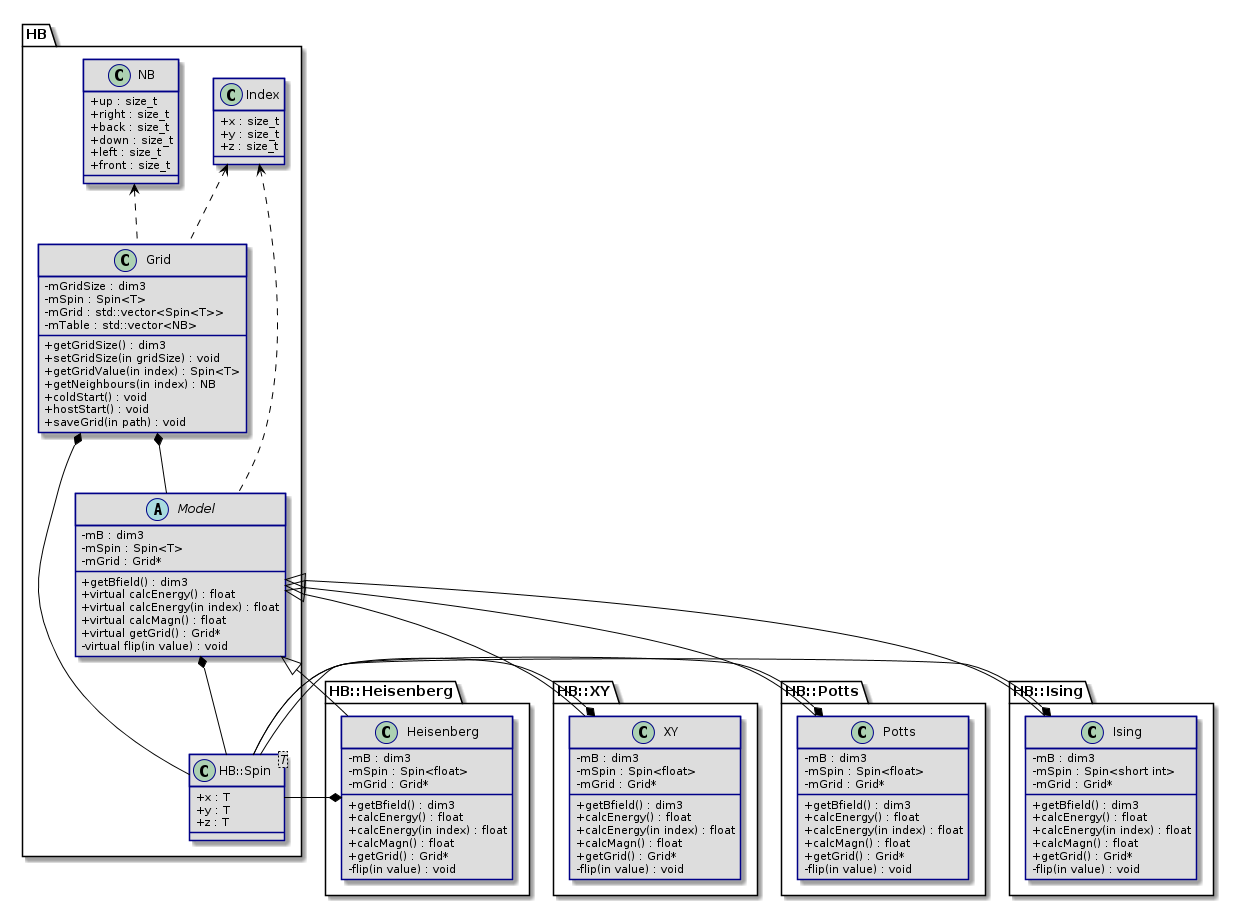 HB
C NB
+up : size_t
+right : size_t
+back : size_t
+down : size_t
+left : size_t
+front : size_t
C Index
+x : size_t
+y : size_t
+z : size_t
C Grid
-mGridSize : dim3
-mSpin : Spin<T>
-mGrid : std::vector<Spin<T>>
-mTable : std::vector<NB>
+getGridSize() : dim3
+setGridSize(in gridSize) : void
+getGridValue(in index) : Spin<T>
+getNeighbours(in index) : NB
+coldStart() : void
+hostStart() : void
+saveGrid(in path) : void
A Model
-mB : dim3
-mSpin : Spin<T>
-mGrid : Grid*
+getBfield() : dim3
+virtual calcEnergy() : float
+virtual calcEnergy(in index) : float
+virtual calcMagn() : float
+virtual getGrid() : Grid*
-virtual flip(in value) : void
C HB::Spin
+x : T
+y : T
+z : T
HB::Heisenberg
C Heisenberg
-mB : dim3
-mSpin : Spin<float>
-mGrid : Grid*
+getBfield() : dim3
+calcEnergy() : float
+calcEnergy(in index) : float
+calcMagn() : float
+getGrid() : Grid*
-flip(in value) : void
HB::XY
C XY
-mB : dim3
-mSpin : Spin<float>
-mGrid : Grid*
+getBfield() : dim3
+calcEnergy() : float
+calcEnergy(in index) : float
+calcMagn() : float
+getGrid() : Grid*
-flip(in value) : void
HB::Potts
C Potts
-mB : dim3
-mSpin : Spin<float>
-mGrid : Grid*
+getBfield() : dim3
+calcEnergy() : float
+calcEnergy(in index) : float
+calcMagn() : float
+getGrid() : Grid*
-flip(in value) : void
HB::Ising
C Ising
-mB : dim3
-mSpin : Spin<short int>
-mGrid : Grid*
+getBfield() : dim3
+calcEnergy() : float
+calcEnergy(in index) : float
+calcMagn() : float
+getGrid() : Grid*
-flip(in value) : void